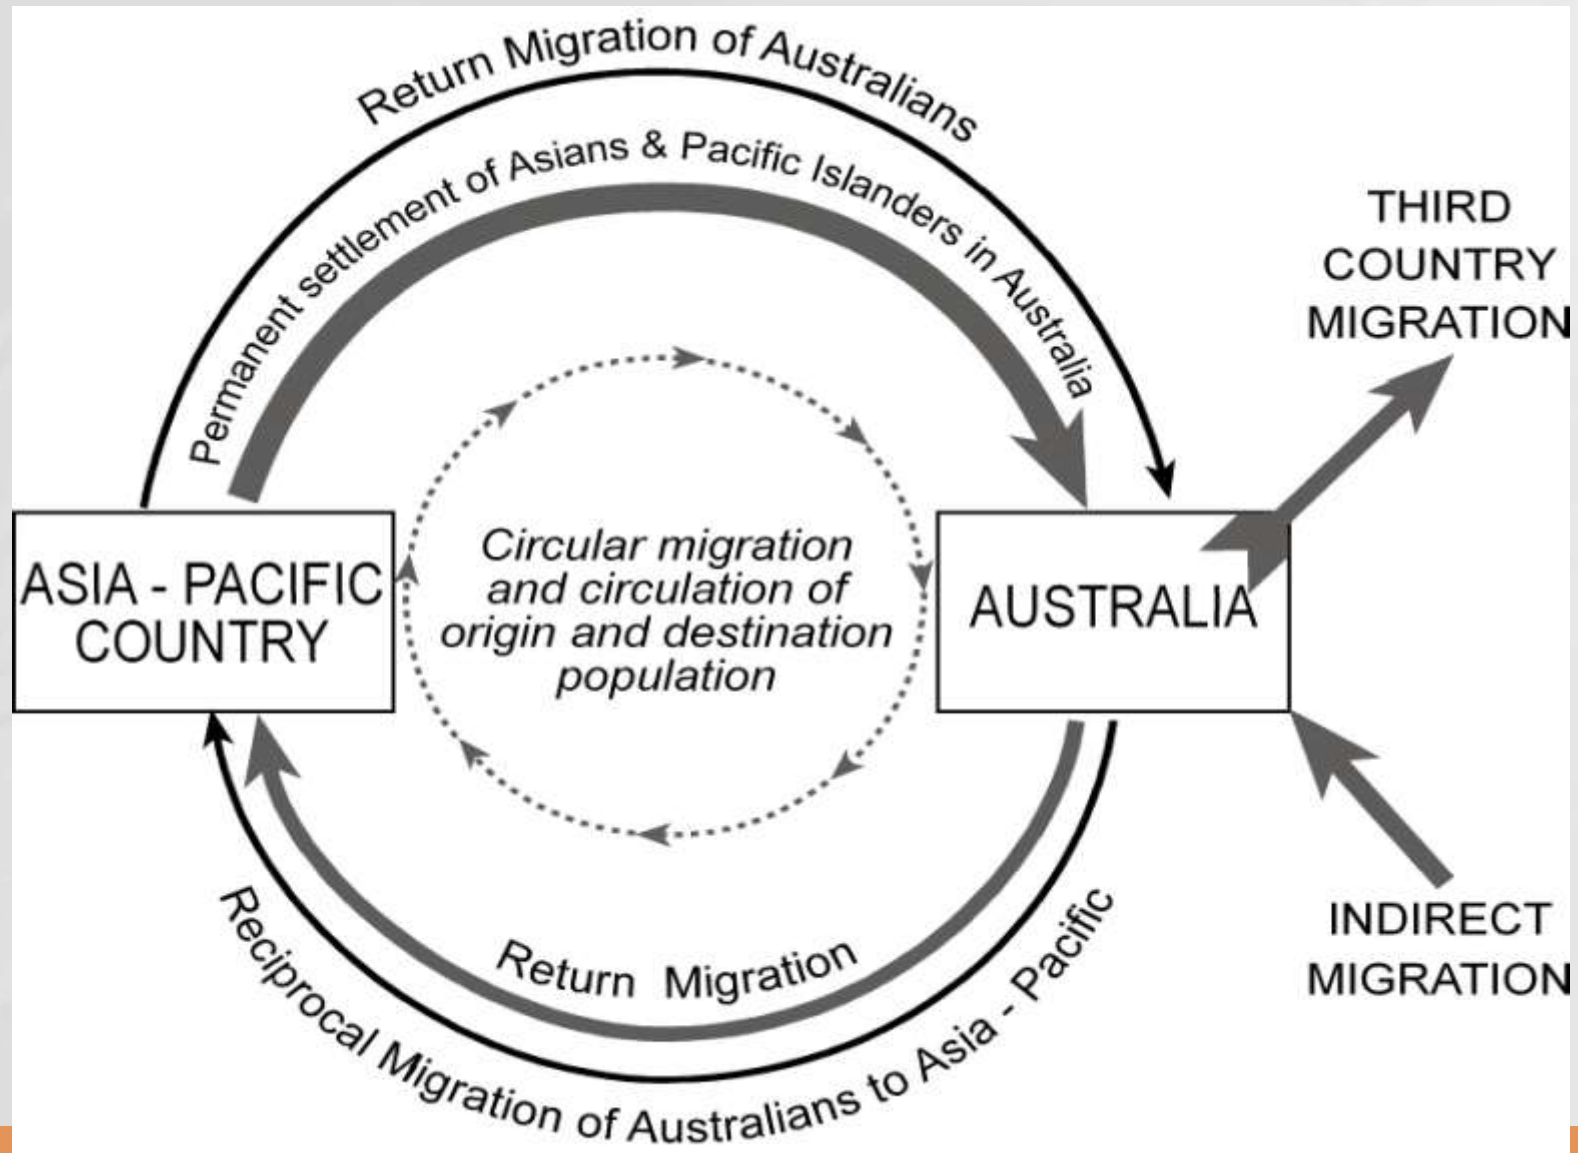 Return Migration of Australians
Permanent settlement of Asians & Pacific Islanders in Australia
THIRD
COUNTRY
MIGRATION
ASIA - PACIFIC
COUNTRY
Circular migration
and circulation of
origin and destination
population
AUSTRALIA
Return Migration
Reciprocal Migration of Australians to Asia - Pacific
INDIRECT
MIGRATION